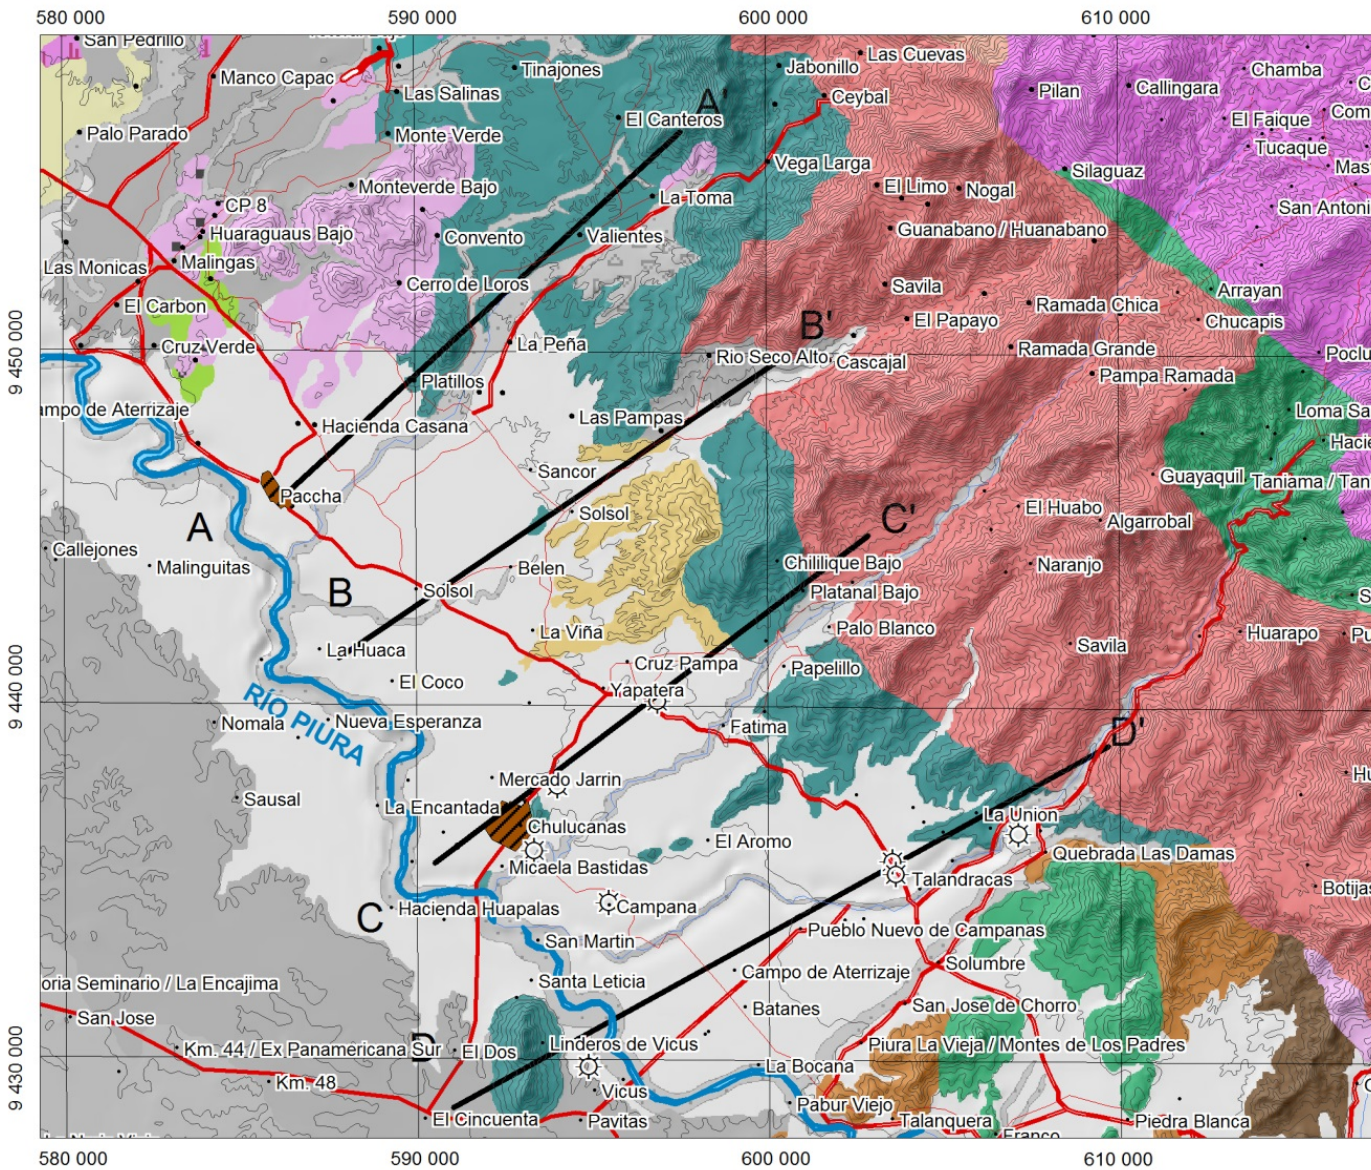 580 000
590 000
600 000
610 000
San Pedrillo
Tinajones
Las Cuevas
Jabonillo
Chamba
Manco Capac
Las Salinas
Ceybal
Pilan
Callingara
A'
El Canteros
El Faique
Palo Parado
Monte Verde
Tucaque
Vega Larga
Silaguaz
Monteverde Bajo
El Limo
Nogal
La Toma
CP 8
San Antoni
Huaraguaus Bajo
Convento
Valientes
Guanabano / Huanabano
Malingas
Las Monicas
Cerro de Loros
Savila
Arrayan
El Carbon
Ramada Chica
El Papayo
Chucapis
B'
9 450 000
Cruz Verde
La Peña
Rio Seco Alto
Cascajal
Ramada Grande
Poclu
Platillos
Pampa Ramada
ampo de Aterrizaje
Las Pampas
Loma Sa
Hacienda Casana
Hacie
Sancor
Guayaquil
Taniama / Tan
Paccha
El Huabo
Solsol
C'
Algarrobal
A
Callejones
Malinguitas
Belen
Chililique Bajo
Naranjo
B
Solsol
Platanal Bajo
La Viña
Palo Blanco
Huarapo
La Huaca
Savila
Cruz Pampa
Papelillo
El Coco
Yapatera
9 440 000
RÍO PIURA
Nomala
Nueva Esperanza
Fatima
D'
Mercado Jarrin
Sausal
La Encantada
La Union
Chulucanas
El Aromo
Quebrada Las Damas
Micaela Bastidas
Talandracas
Botijas
C
Hacienda Huapalas
Campana
Pueblo Nuevo de Campanas
San Martin
Solumbre
Campo de Aterrizaje
oria Seminario / La Encajima
Santa Leticia
San Jose
Batanes
San Jose de Chorro
D
Km. 44 / Ex Panamericana Sur
El Dos
Linderos de Vicus
Piura La Vieja / Montes de Los Padres
9 430 000
Km. 48
La Bocana
Vicus
Pabur Viejo
El Cincuenta
Pavitas
Talanquera
Piedra Blanca
Franco
580 000
590 000
600 000
610 000